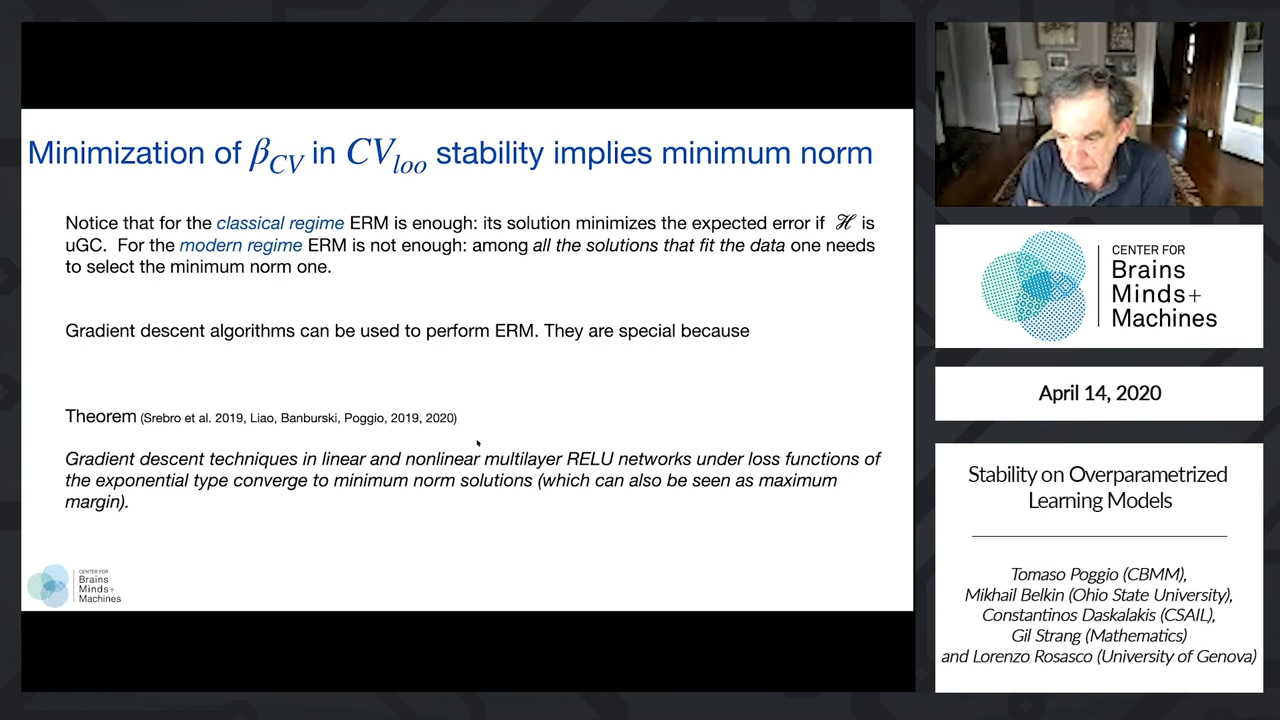 Minimization of β_CV in CV_loo stability implies minimum norm
Notice that for the classical regime ERM is enough: its solution minimizes the expected error if ℋ is
uGC. For the modern regime ERM is not enough: among all the solutions that fit the data one needs
to select the minimum norm one.
Gradient descent algorithms can be used to perform ERM. They are special because
Theorem (Srebro et al. 2019, Liao, Banburski, Poggio, 2019, 2020)
Gradient descent techniques in linear and nonlinear multilayer RELU networks under loss functions of
the exponential type converge to minimum norm solutions (which can also be seen as maximum
margin).
CENTER FOR
Brains
Minds+
Machines
CENTER FOR
Brains
Minds+
Machines
April 14, 2020
Stability on Overparametrized
Learning Models
Tomaso Poggio (CBMM),
Mikhail Belkin (Ohio State University),
Constantinos Daskalakis (CSAIL),
Gil Strang (Mathematics)
and Lorenzo Rosasco (University of Genova)